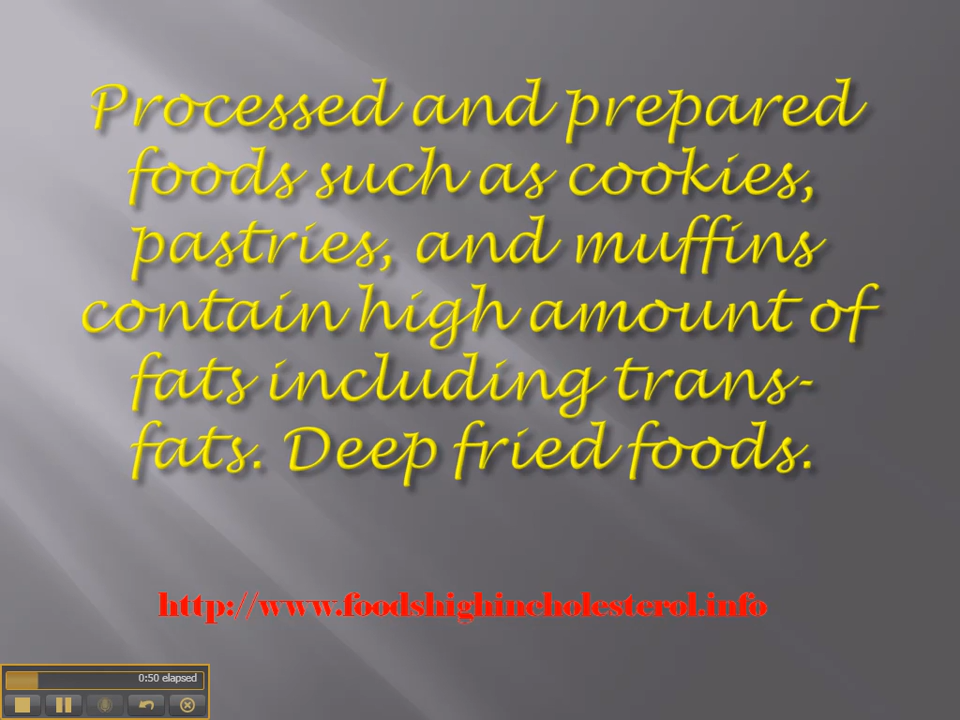 Processed and prepared
foods such as cookies,
pastries, and muffins
contain high amount of
fats including trans-
fats. Deep fried foods.
http://www.foodshighincholesterol.info
0:50 elapsed